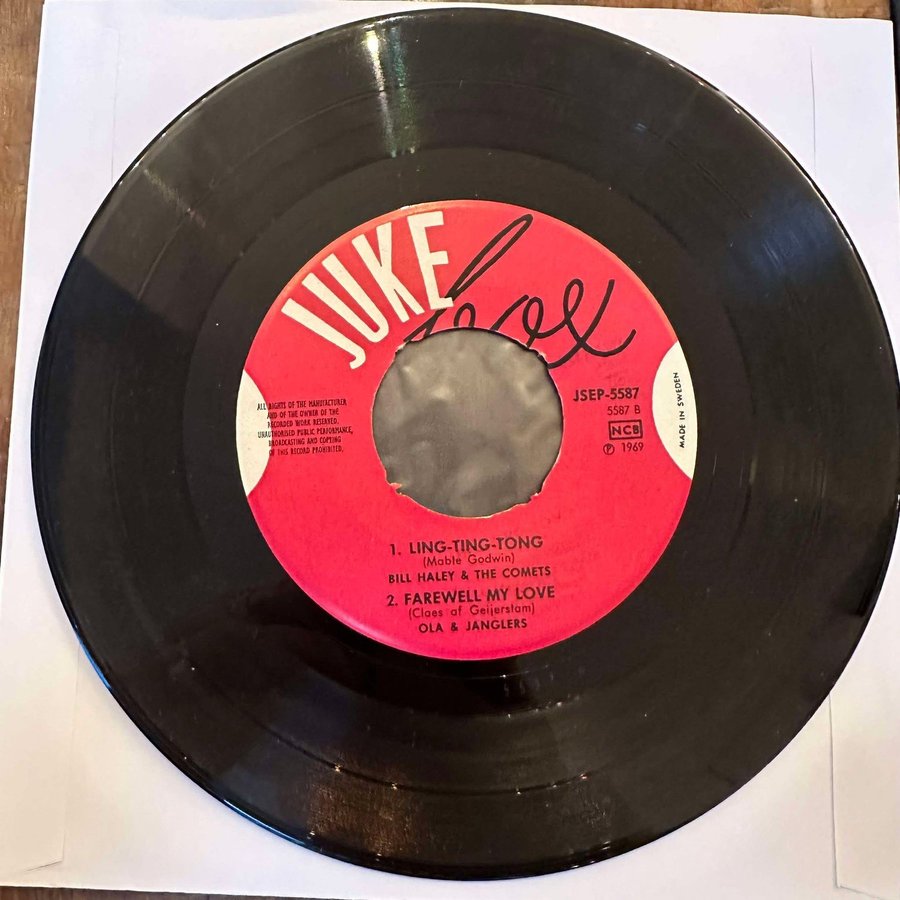 JUKE box
ALL RIGHTS OF THE MANUFACTURER
AND OF THE OWNER OF THE
RECORDED WORK RESERVED.
UNAUTHORISED PUBLIC PERFORMANCE,
BROADCASTING AND COPYING
OF THIS RECORD PROHIBITED.
JSEP-5587
5587 B
NCB
℗ 1969
MADE IN SWEDEN
1. LING-TING-TONG
(Mable Godwin)
BILL HALEY & THE COMETS
2. FAREWELL MY LOVE
(Claes af Geijerstam)
OLA & JANGLERS